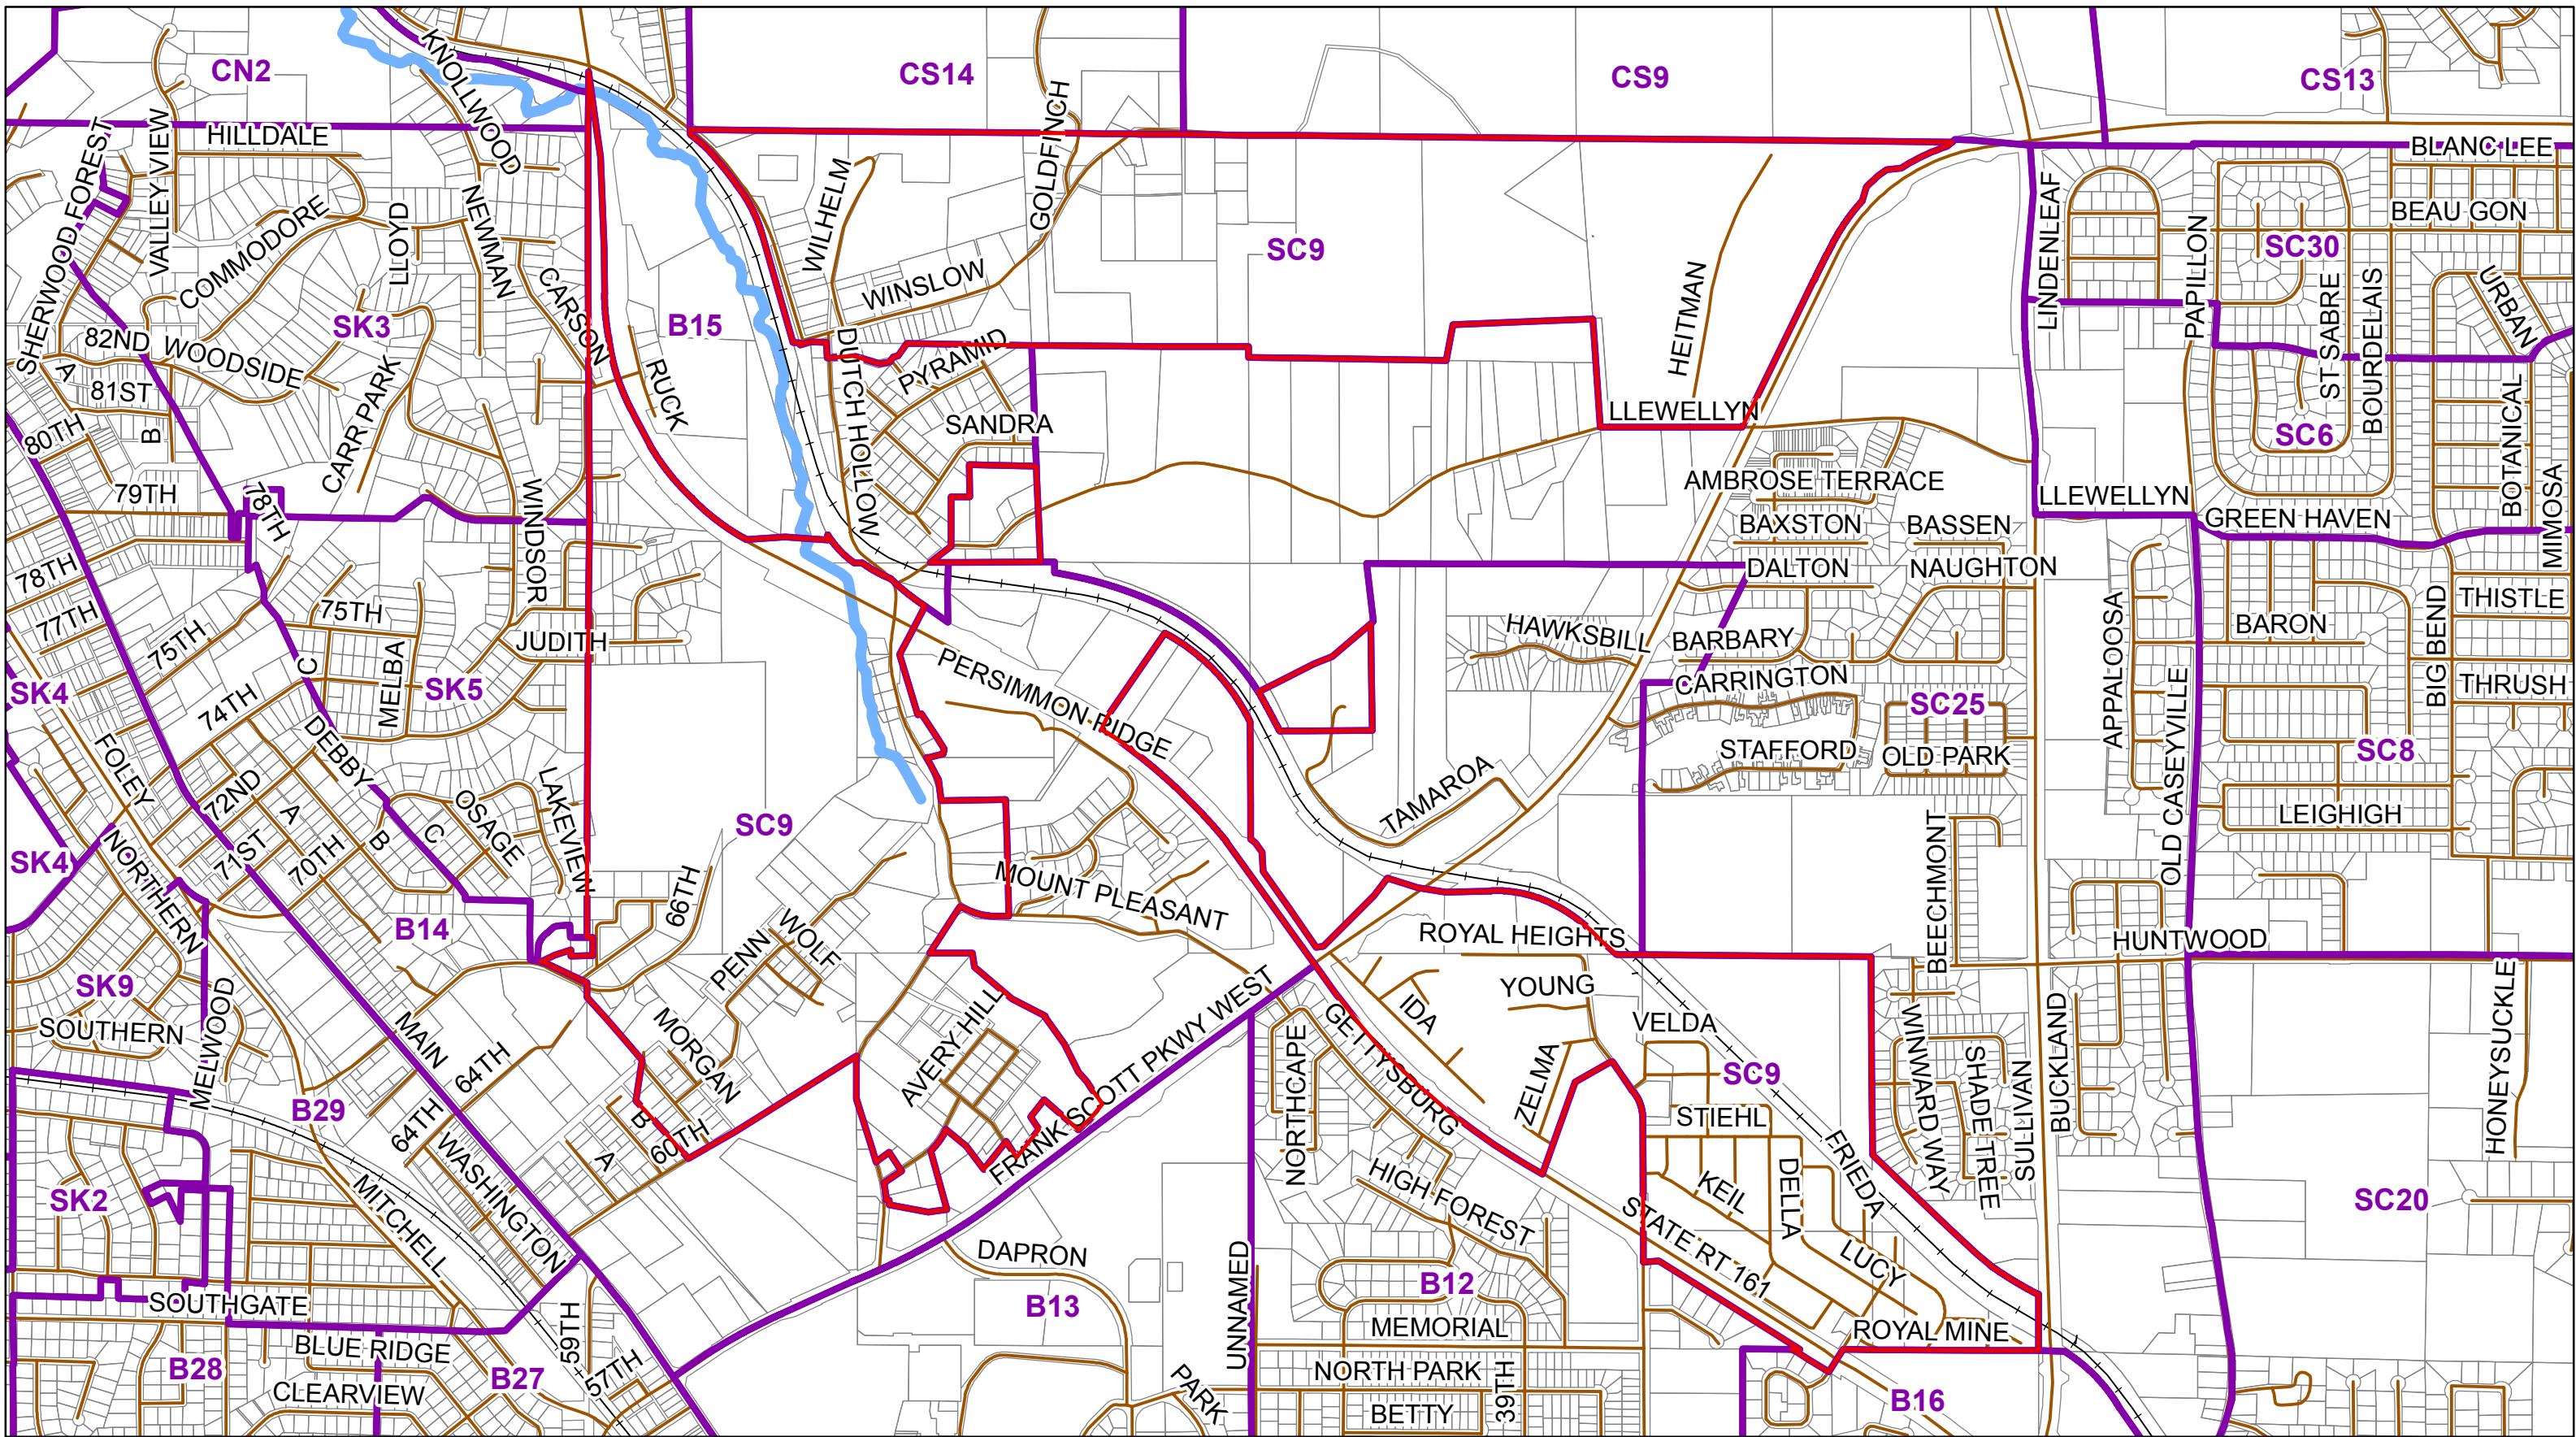 CN2
CS14
CS9
CS13
KNOLLWOOD
HILLDALE
GOLDFINCH
BLANC LEE
SHERWOOD FOREST
VALLEY VIEW
COMMODORE
LLOYD
NEWMAN
WILHELM
SC9
LINDENLEAF
PAPILLON
BEAU GON
SC30
WINSLOW
HEITMAN
ST SABRE
BOURDELAIS
URBAN
CARSON
SK3
B15
82ND
WOODSIDE
A
81ST
B
80TH
CARR PARK
RUCK
DUTCH HOLLOW
PYRAMID
SANDRA
LLEWELLYN
SC6
BOTANICAL
MIMOSA
79TH
78TH
WINDSOR
AMBROSE TERRACE
LLEWELLYN
BAXSTON
BASSEN
GREEN HAVEN
78TH
77TH
75TH
75TH
DALTON
NAUGHTON
THISTLE
JUDITH
HAWKSBILL
BARBARY
APPALOOSA
BARON
BIG BEND
SK4
C
MELBA
SK5
PERSIMMON RIDGE
CARRINGTON
SC25
OLD CASEYVILLE
THRUSH
74TH
FOLEY
DEBBY
STAFFORD
OLD PARK
SC8
72ND
A
B
C
OSAGE
LAKEVIEW
SC9
TAMAROA
BEECHMONT
LEIGHIGH
SK4
NORTHERN
71ST
70TH
66TH
MOUNT PLEASANT
B14
PENN
WOLF
ROYAL HEIGHTS
HUNTWOOD
SK9
SOUTHERN
MELWOOD
MAIN
64TH
MORGAN
AVERY HILL
FRANK SCOTT PKWY WEST
NORTHCAPE
GETTYSBURG
IDA
YOUNG
VELDA
ZELMA
SC9
WINWARD WAY
SHADE TREE
SULLIVAN
BUCKLAND
HONEYSUCKLE
B29
64TH
WASHINGTON
B
A
60TH
STIEHL
KEIL
DELLA
FRIEDA
SK2
MITCHELL
HIGH FOREST
STATE RT 161
LUCY
SC20
DAPRON
UNNAMED
B12
B13
SOUTHGATE
BLUE RIDGE
59TH
MEMORIAL
ROYAL MINE
B28
B27
57TH
CLEARVIEW
PARK
NORTH PARK
39TH
BETTY
B16